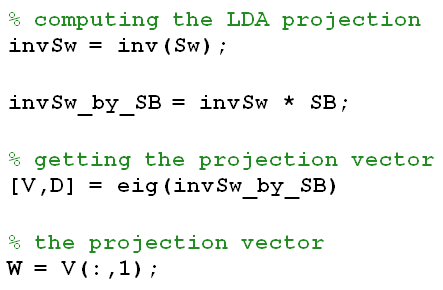 % computing the LDA projection
invSw = inv(Sw);
invSw_by_SB = invSw * SB;
% getting the projection vector
[V,D] = eig(invSw_by_SB)
% the projection vector
W = V(:,1);